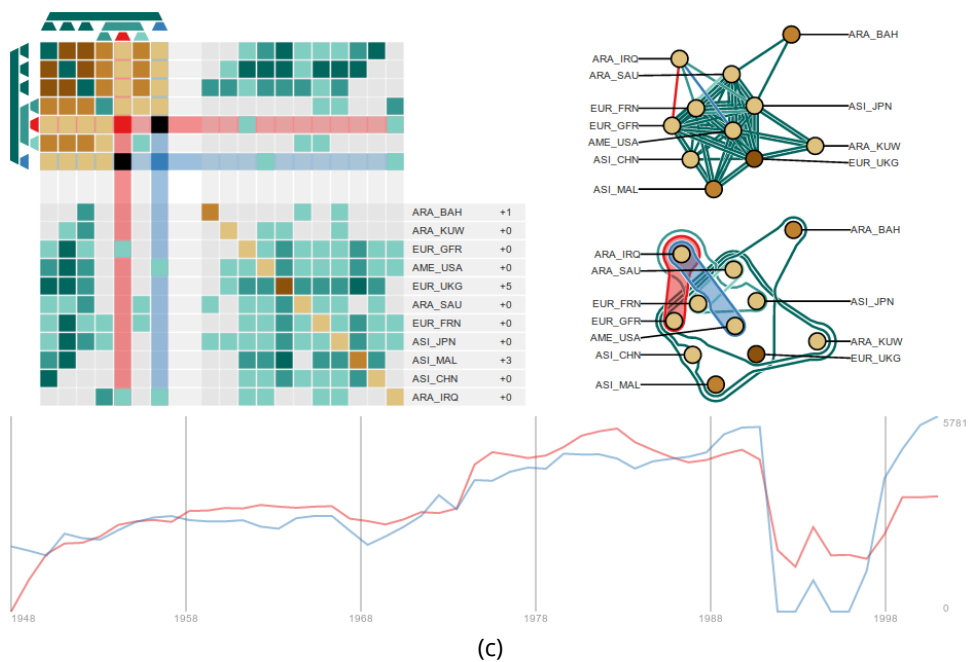 ARA_BAH
ARA_IRQ
ARA_SAU
EUR_FRN
ASI_JPN
EUR_GFR
AME_USA
ARA_KUW
ASI_CHN
EUR_UKG
ASI_MAL
ARA_BAH +1
ARA_KUW +0
EUR_GFR +0
AME_USA +0
EUR_UKG +5
ARA_SAU +0
EUR_FRN +0
ASI_JPN +0
ASI_MAL +3
ASI_CHN +0
ARA_IRQ +0
ARA_BAH
ARA_IRQ
ARA_SAU
EUR_FRN
ASI_JPN
EUR_GFR
AME_USA
ARA_KUW
ASI_CHN
EUR_UKG
ASI_MAL
5781
0
1948 1958 1968 1978 1988 1998
(c)